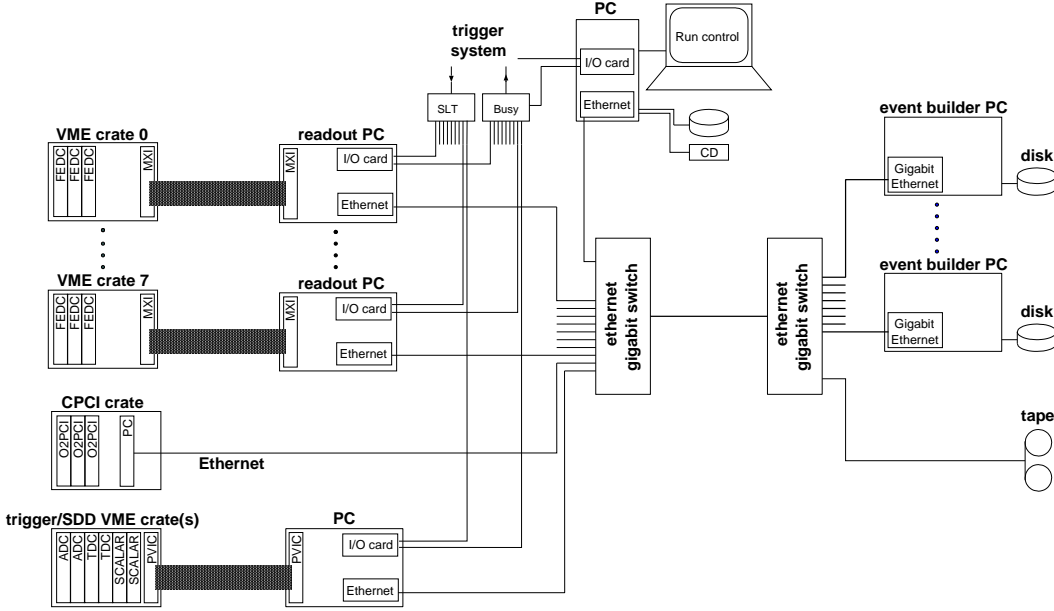 PC
trigger
system
Run control
I/O card
Ethernet
SLT
Busy
CD
VME crate 0
FEDC
FEDC
FEDC
MXI
readout PC
MXI
I/O card
Ethernet
event builder PC
Gigabit
Ethernet
disk
VME crate 7
FEDC
FEDC
FEDC
MXI
readout PC
MXI
I/O card
Ethernet
ethernet
gigabit switch
ethernet
gigabit switch
event builder PC
Gigabit
Ethernet
disk
CPCI crate
O2PCI
O2PCI
O2PCI
PC
Ethernet
tape
trigger/SDD VME crate(s)
ADC
ADC
TDC
TDC
SCALAR
SCALAR
PVIC
PC
PVIC
I/O card
Ethernet